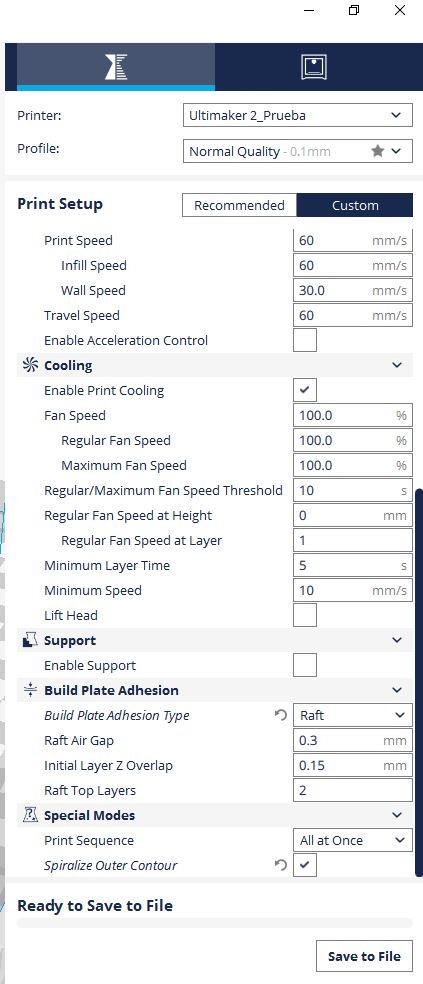 Printer: Ultimaker 2_Prueba
Profile: Normal Quality - 0.1mm
Print Setup Recommended Custom
Print Speed 60 mm/s
Infill Speed 60 mm/s
Wall Speed 30.0 mm/s
Travel Speed 60 mm/s
Enable Acceleration Control
Cooling
Enable Print Cooling
Fan Speed 100.0 %
Regular Fan Speed 100.0 %
Maximum Fan Speed 100.0 %
Regular/Maximum Fan Speed Threshold 10 s
Regular Fan Speed at Height 0 mm
Regular Fan Speed at Layer 1
Minimum Layer Time 5 s
Minimum Speed 10 mm/s
Lift Head
Support
Enable Support
Build Plate Adhesion
Build Plate Adhesion Type Raft
Raft Air Gap 0.3 mm
Initial Layer Z Overlap 0.15 mm
Raft Top Layers 2
Special Modes
Print Sequence All at Once
Spiralize Outer Contour
Ready to Save to File
Save to File